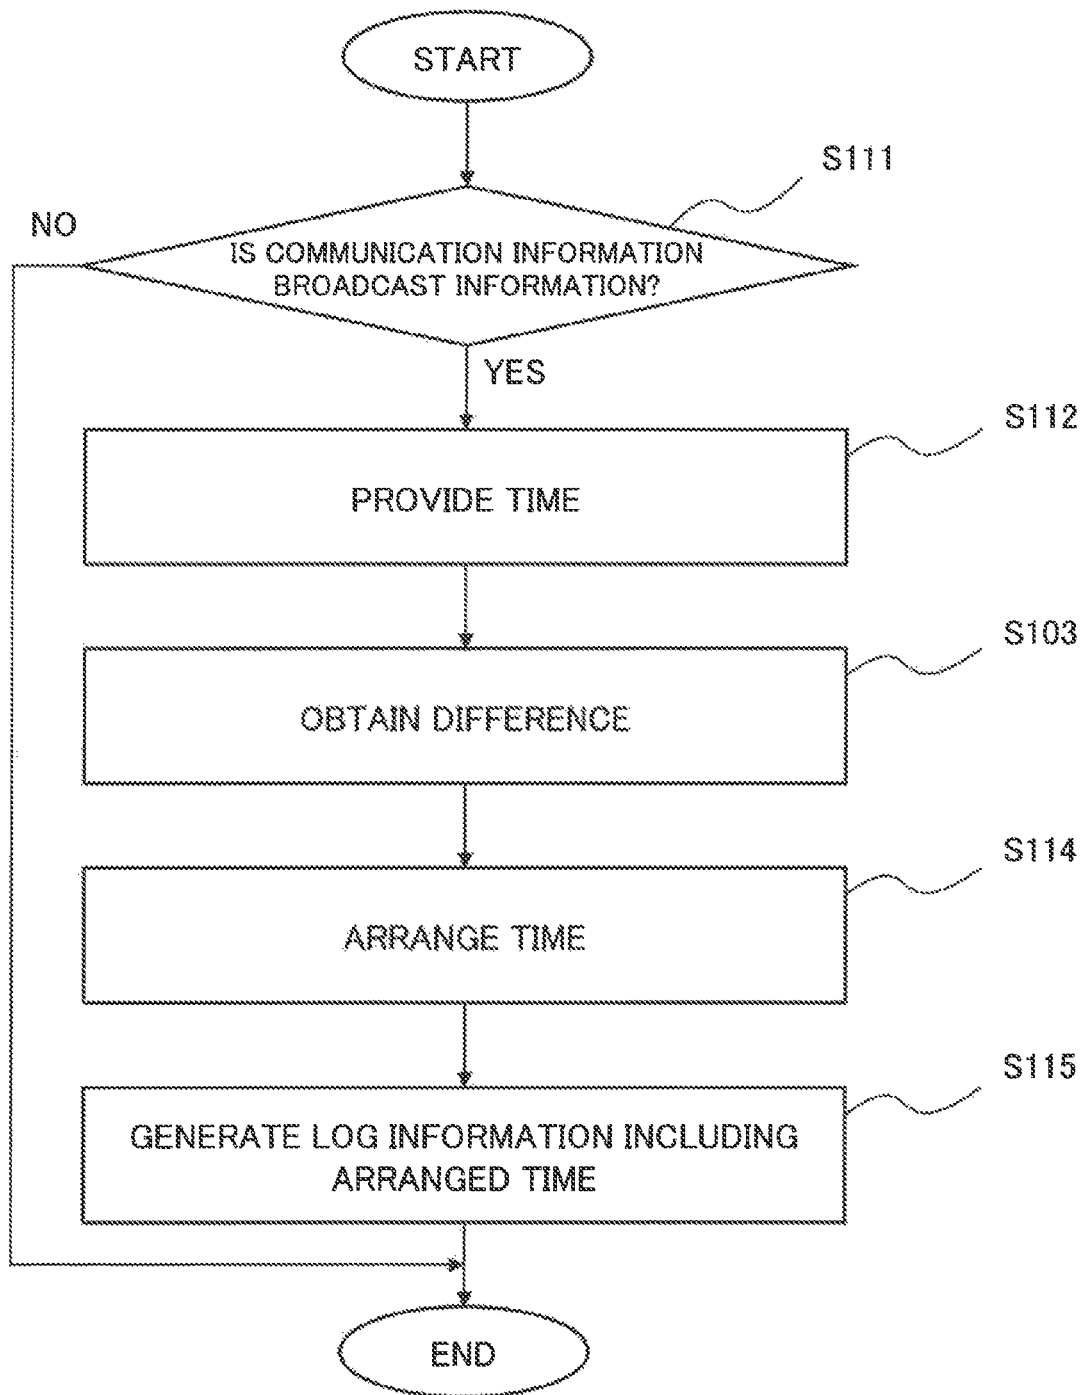 START
S111
NO
IS COMMUNICATION INFORMATION
BROADCAST INFORMATION?
YES
S112
PROVIDE TIME
S103
OBTAIN DIFFERENCE
S114
ARRANGE TIME
S115
GENERATE LOG INFORMATION INCLUDING
ARRANGED TIME
END